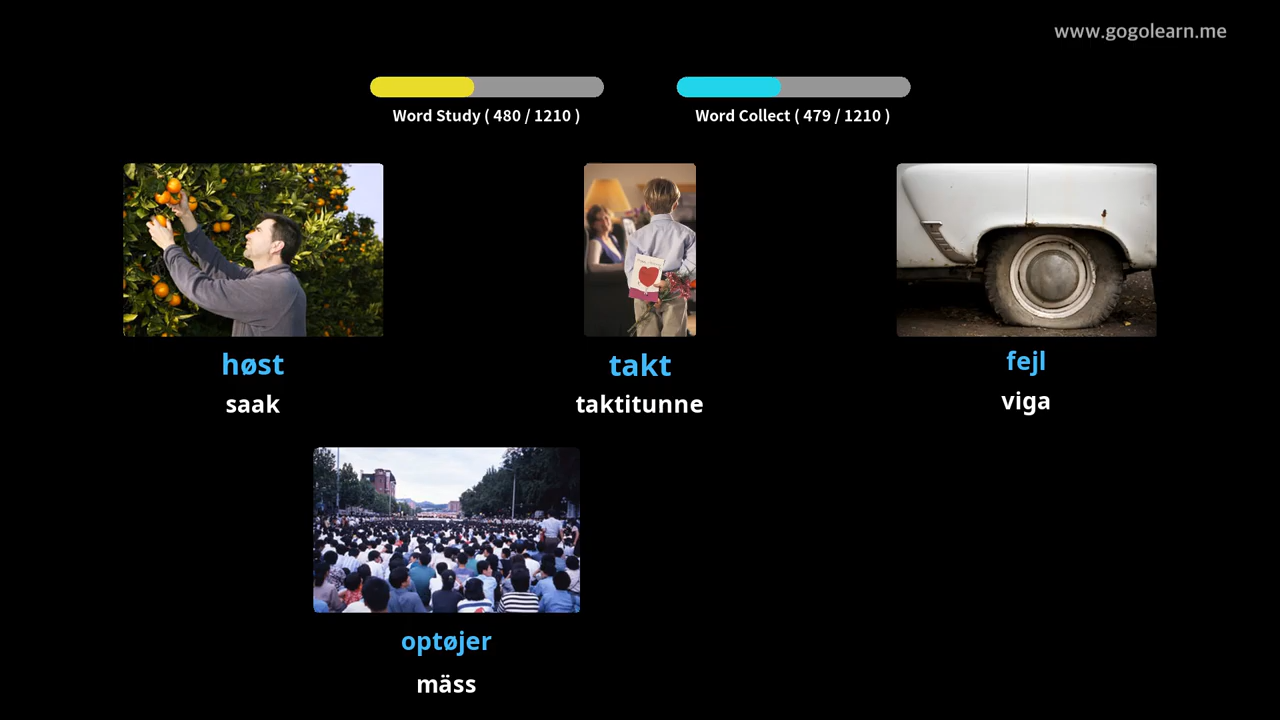 www.gogolearn.me
Word Study ( 480 / 1210 )
Word Collect ( 479 / 1210 )
høst
saak
takt
taktitunne
fejl
viga
optøjer
mäss